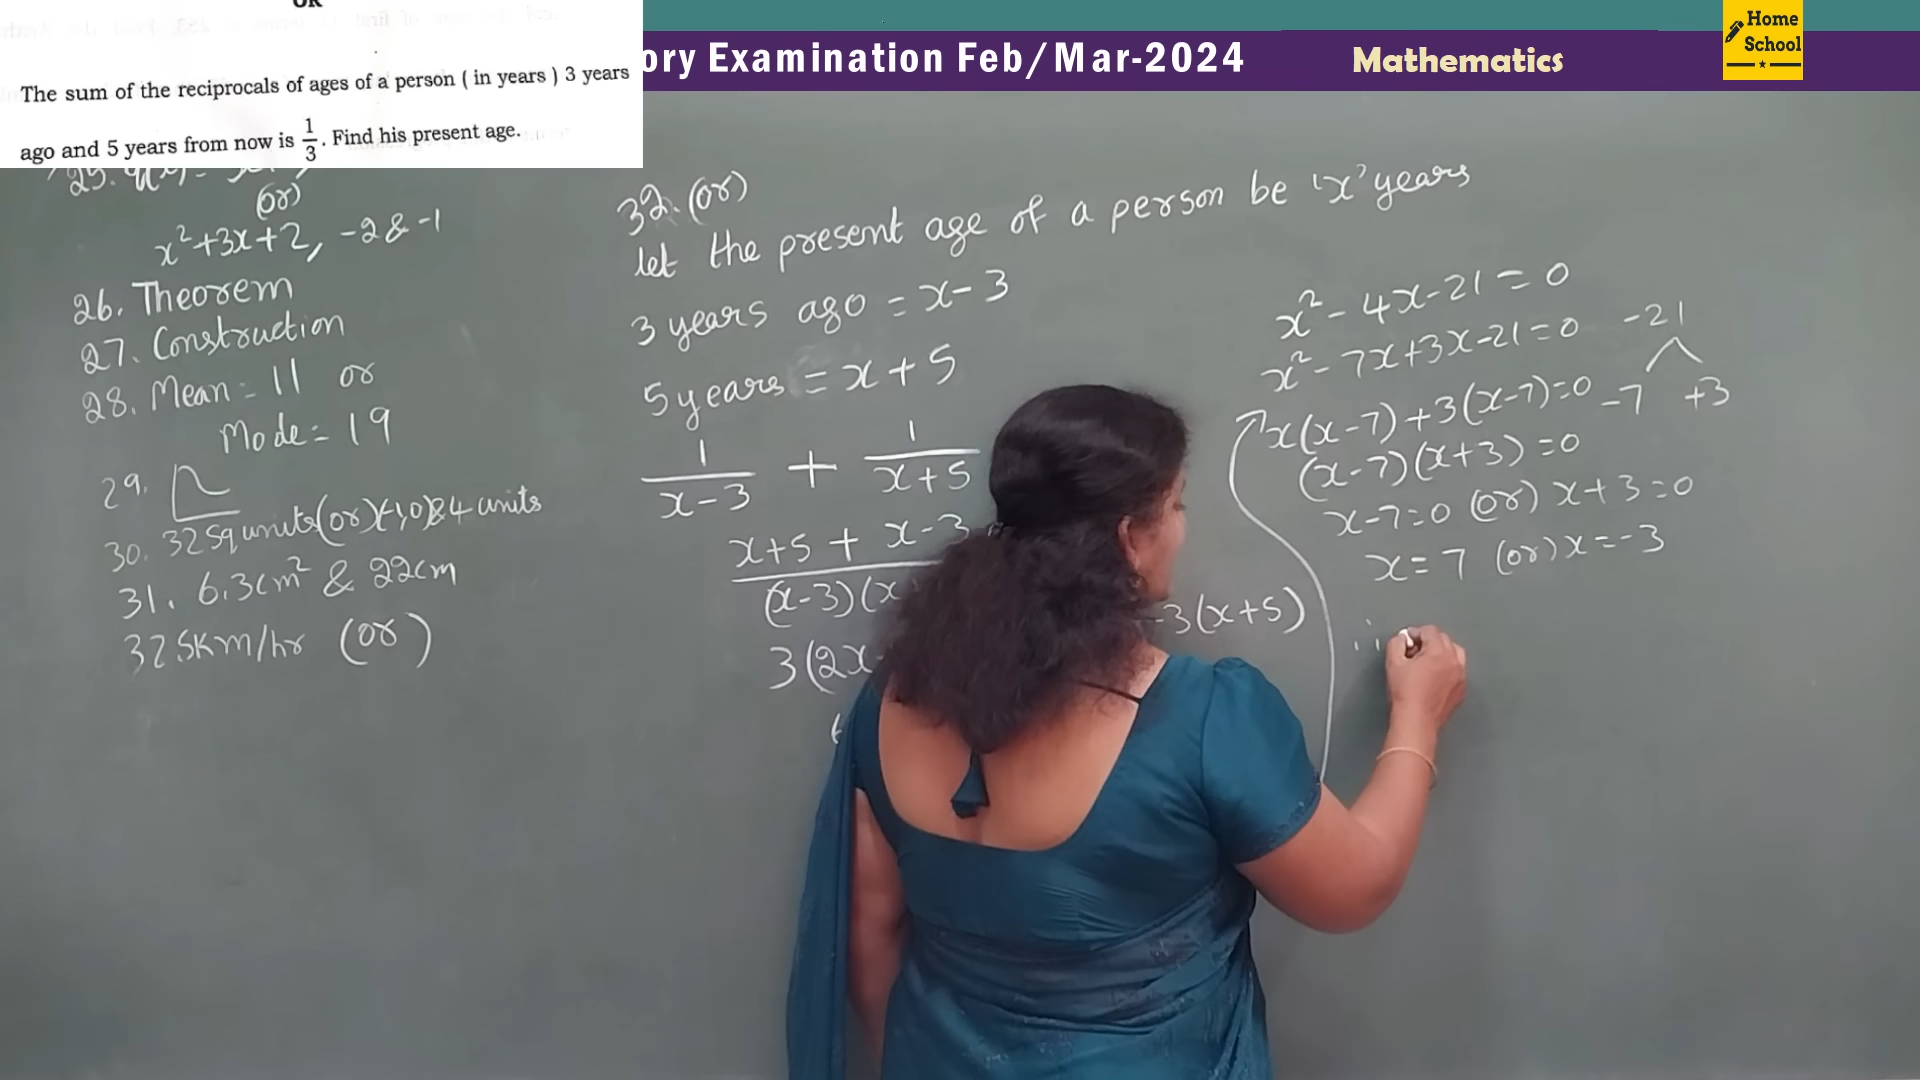 OR
The sum of the reciprocals of ages of a person ( in years ) 3 years
ago and 5 years from now is 1/3. Find his present age.
ory Examination Feb/Mar-2024
Mathematics
Home
School
25.
(or)
x²+3x+2, -2 & -1
26. Theorem
27. Construction
28. Mean = 11 or
Mode = 19
29.
30. 32 sq units (or) (-1,0) & 4 units
31. 6.3cm² & 22cm
32. 5km/hr (or)
32. (or)
let the present age of a person be 'x' years
3 years ago = x-3
5 years = x+5
1/(x-3) + 1/(x+5)
x+5 + x-3
(x-3)(x
3(2x
-3(x+5)
x²-4x-21=0
x²-7x+3x-21=0
x(x-7)+3(x-7)=0
(x-7)(x+3)=0
x-7=0 (or) x+3=0
x=7 (or) x=-3
-21
-7 +3